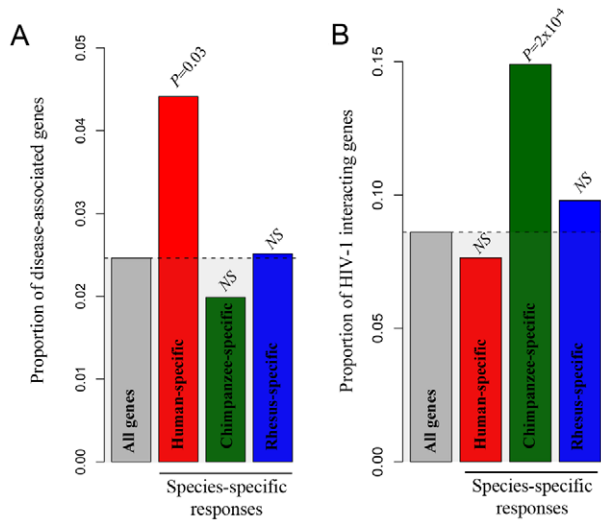 A
Proportion of disease-associated genes
0.05
0.04
0.03
0.02
0.01
0.00
P=0.03
NS
NS
All genes
Human-specific
Chimpanzee-specific
Rhesus-specific
Species-specific
responses
B
Proportion of HIV-1 interacting genes
0.15
0.10
0.05
0.00
NS
P=2x10⁻⁴
NS
All genes
Human-specific
Chimpanzee-specific
Rhesus-specific
Species-specific
responses